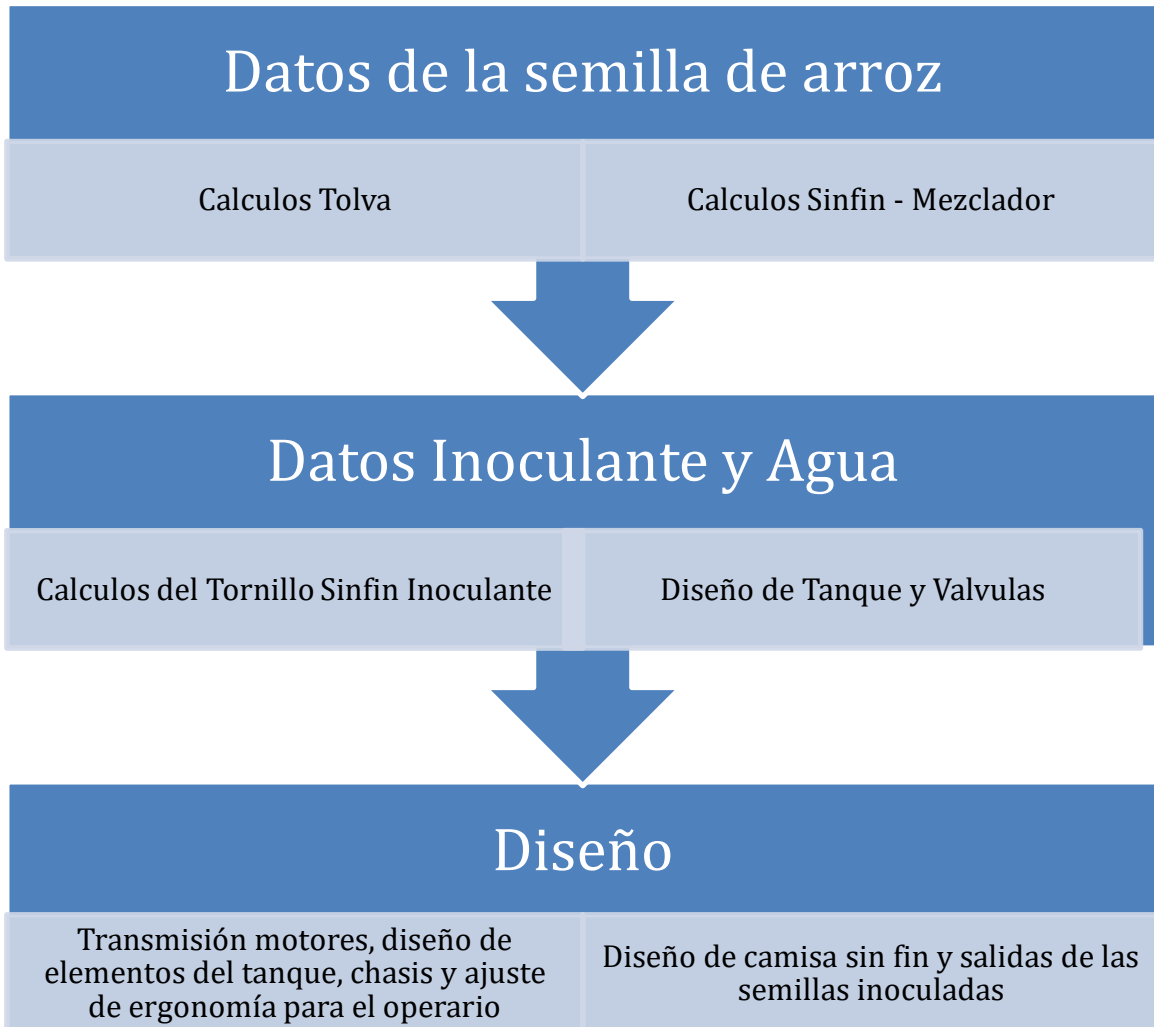 Datos de la semilla de arroz
Calculos Tolva
Calculos Sinfin - Mezclador
Datos Inoculante y Agua
Calculos del Tornillo Sinfin Inoculante
Diseño de Tanque y Valvulas
Diseño
Transmisión motores, diseño de
elementos del tanque, chasis y ajuste
de ergonomía para el operario
Diseño de camisa sin fin y salidas de las
semillas inoculadas